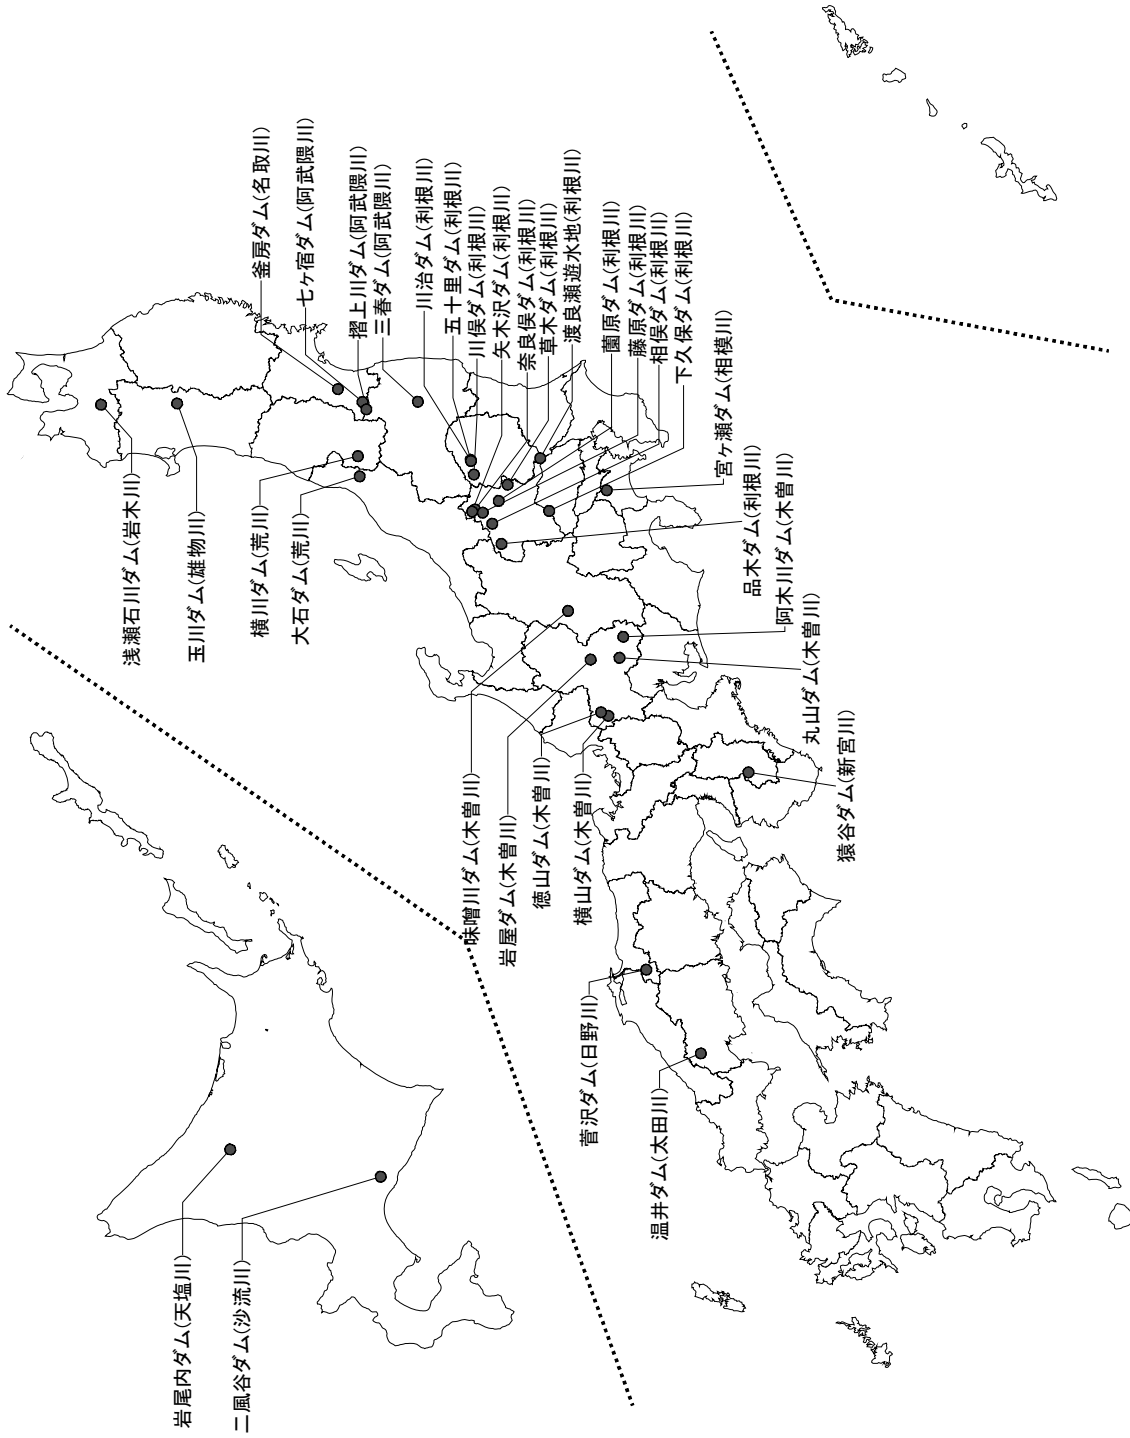 釜房ダム(名取川)
七ヶ宿ダム(阿武隈川)
摺上川ダム(阿武隈川)
三春ダム(阿武隈川)
川治ダム(利根川)
五十里ダム(利根川)
川俣ダム(利根川)
矢木沢ダム(利根川)
奈良俣ダム(利根川)
草木ダム(利根川)
渡良瀬遊水地(利根川)
薗原ダム(利根川)
藤原ダム(利根川)
相俣ダム(利根川)
下久保ダム(利根川)
宮ヶ瀬ダム(相模川)
品木ダム(利根川)
阿木川ダム(木曽川)
丸山ダム(木曽川)
猿谷ダム(新宮川)
浅瀬石川ダム(岩木川)
玉川ダム(雄物川)
横川ダム(荒川)
大石ダム(荒川)
味噌川ダム(木曽川)
岩屋ダム(木曽川)
徳山ダム(木曽川)
横山ダム(木曽川)
菅沢ダム(日野川)
温井ダム(太田川)
岩尾内ダム(天塩川)
二風谷ダム(沙流川)